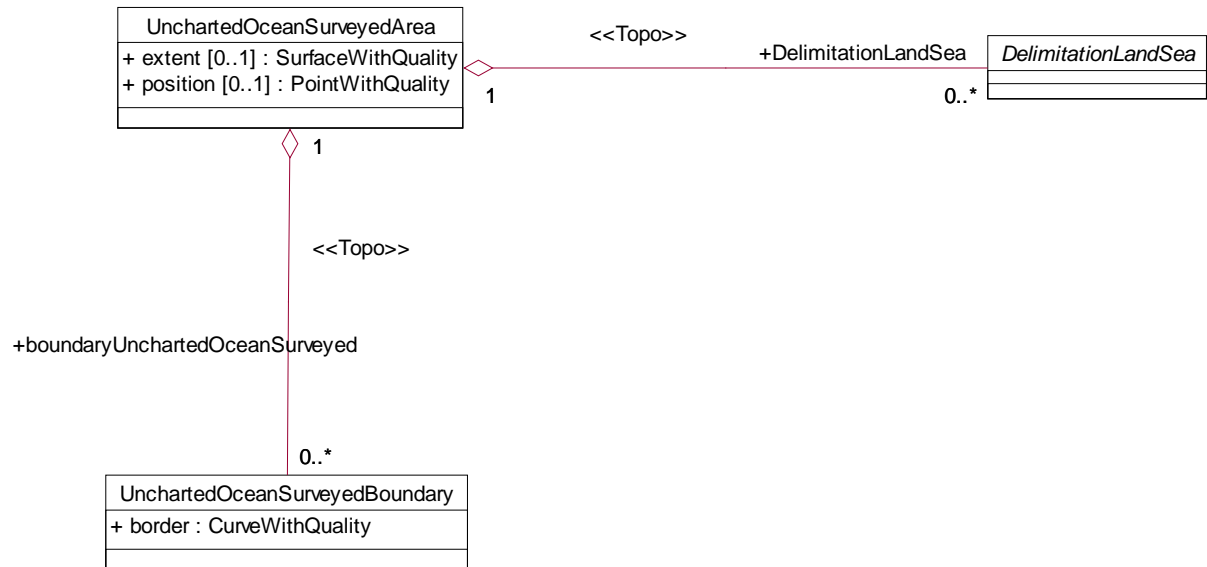 UnchartedOceanSurveyedArea
+ extent [0..1] : SurfaceWithQuality
+ position [0..1] : PointWithQuality
<<Topo>>
+DelimitationLandSea
DelimitationLandSea
1
0..*
1
<<Topo>>
+boundaryUnchartedOceanSurveyed
0..*
UnchartedOceanSurveyedBoundary
+ border : CurveWithQuality